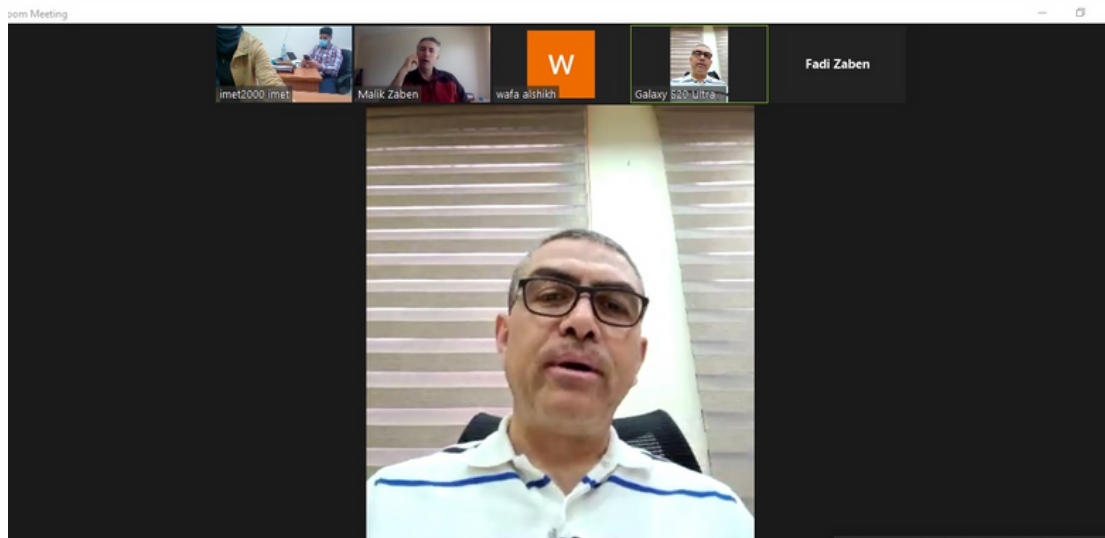 oom Meeting
imet2000 imet
Malik Zaben
W
wafa alshikh
Galaxy S20 Ultra
Fadi Zaben